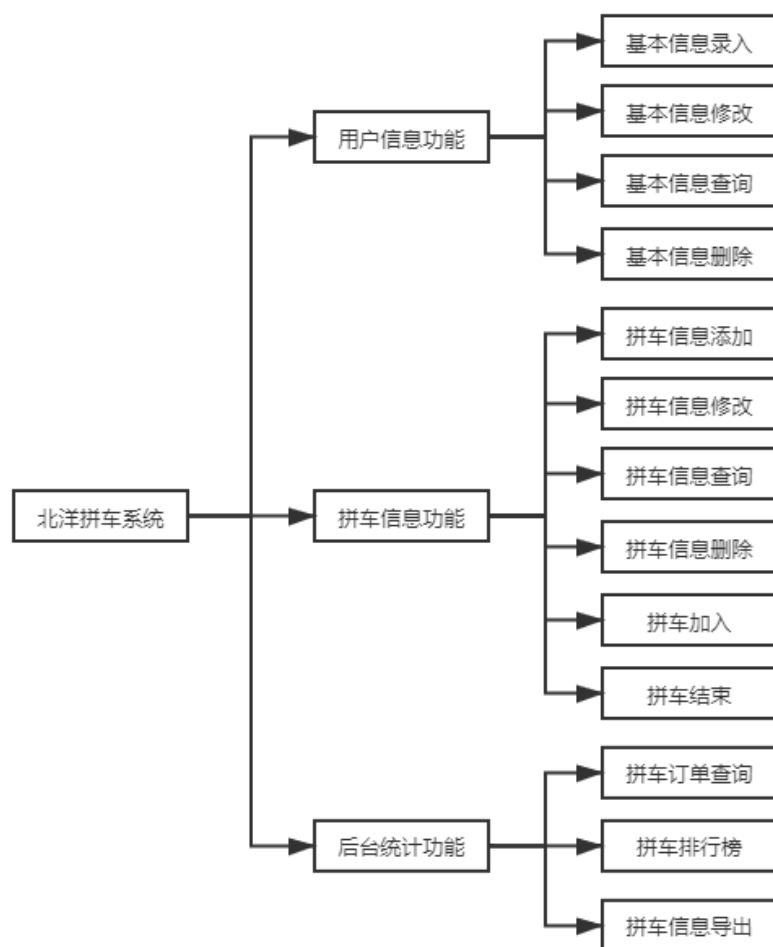 北洋拼车系统
用户信息功能
基本信息录入
基本信息修改
基本信息查询
基本信息删除
拼车信息功能
拼车信息添加
拼车信息修改
拼车信息查询
拼车信息删除
拼车加入
拼车结束
后台统计功能
拼车订单查询
拼车排行榜
拼车信息导出